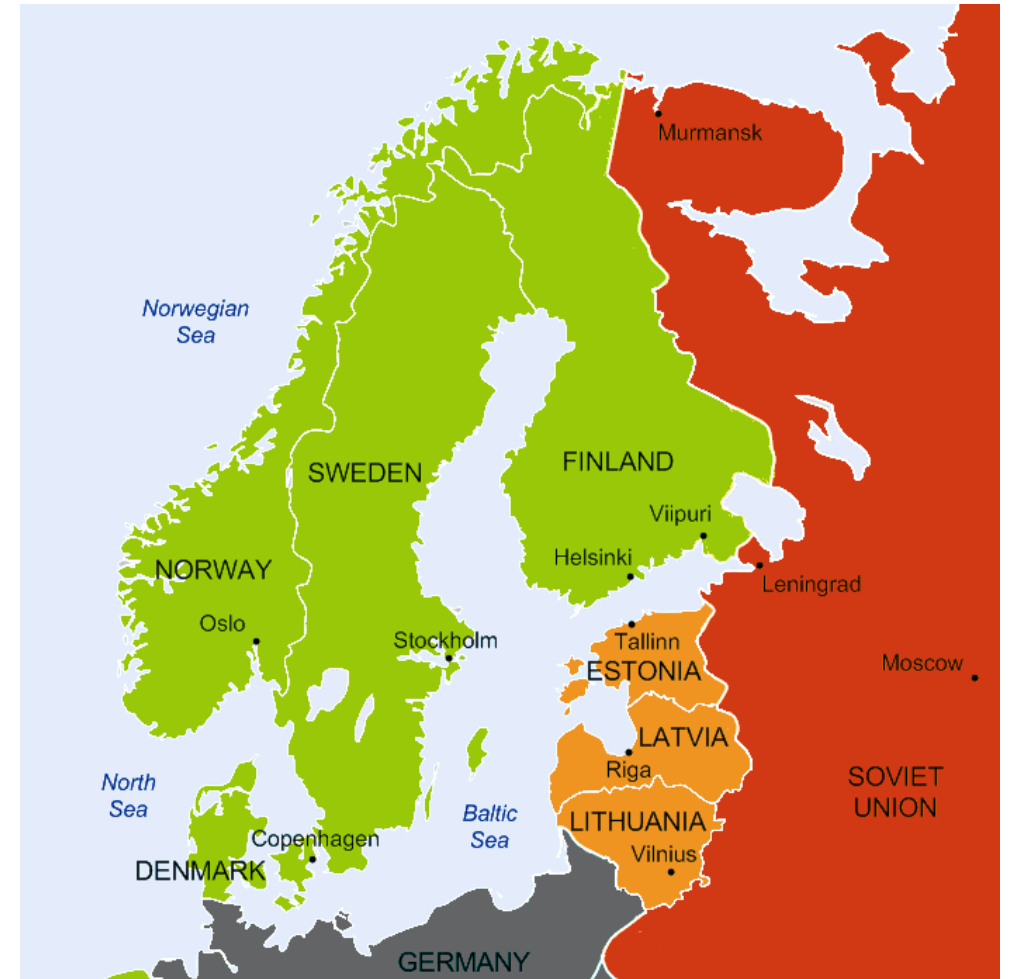 Murmansk
Norwegian
Sea
SWEDEN
FINLAND
Viipuri
Helsinki
NORWAY
Leningrad
Oslo
Stockholm
Tallinn
ESTONIA
Moscow
LATVIA
Riga
North
Sea
SOVIET
UNION
Baltic
Sea
LITHUANIA
Copenhagen
Vilnius
DENMARK
GERMANY